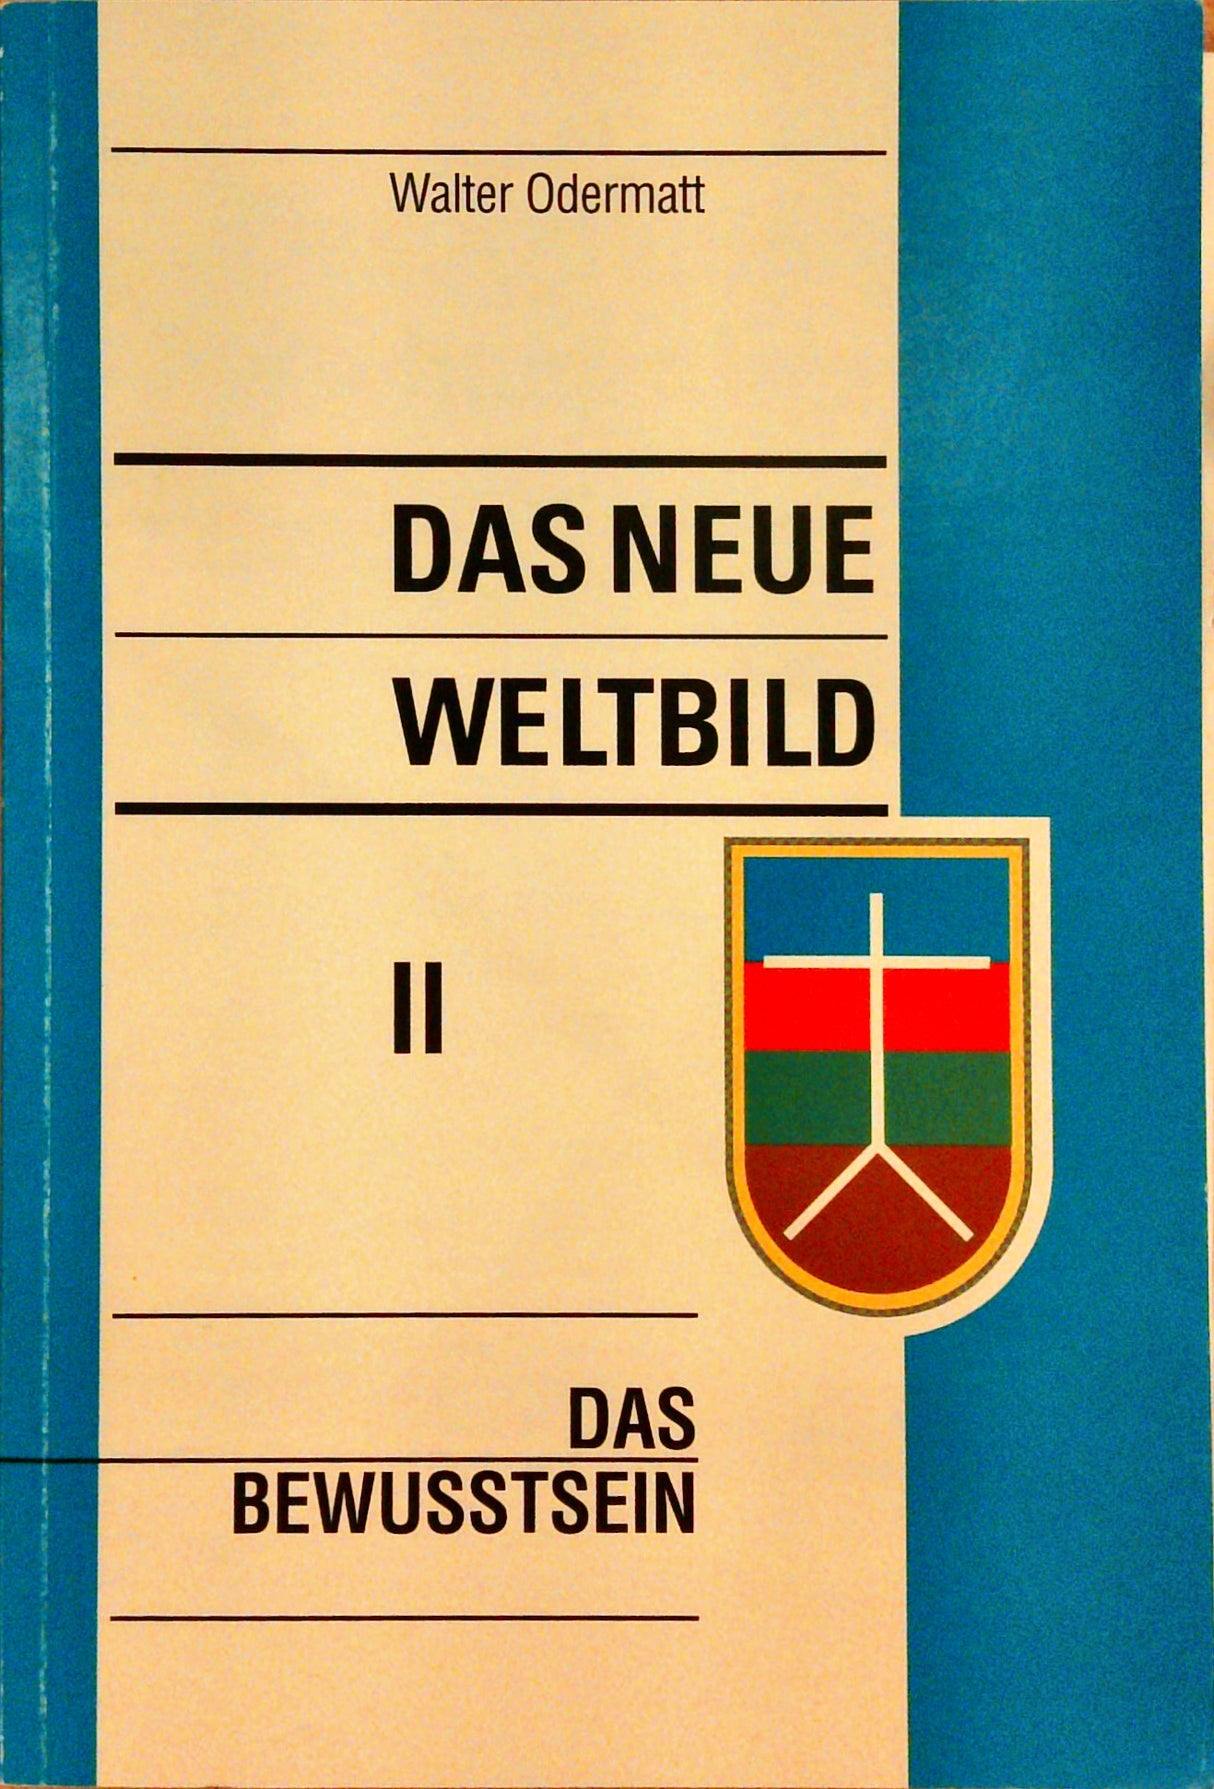 Walter Odermatt
DAS NEUE
WELTBILD
II
DAS
BEWUSSTSEIN